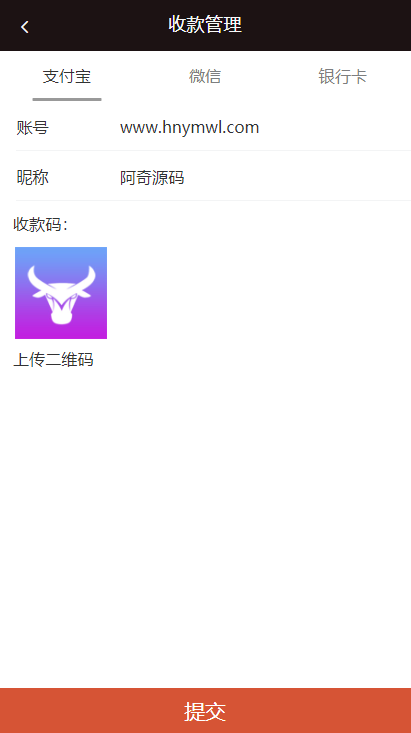 收款管理
支付宝 微信 银行卡
账号 www.hnymwl.com
昵称 阿奇源码
收款码:
上传二维码
提交